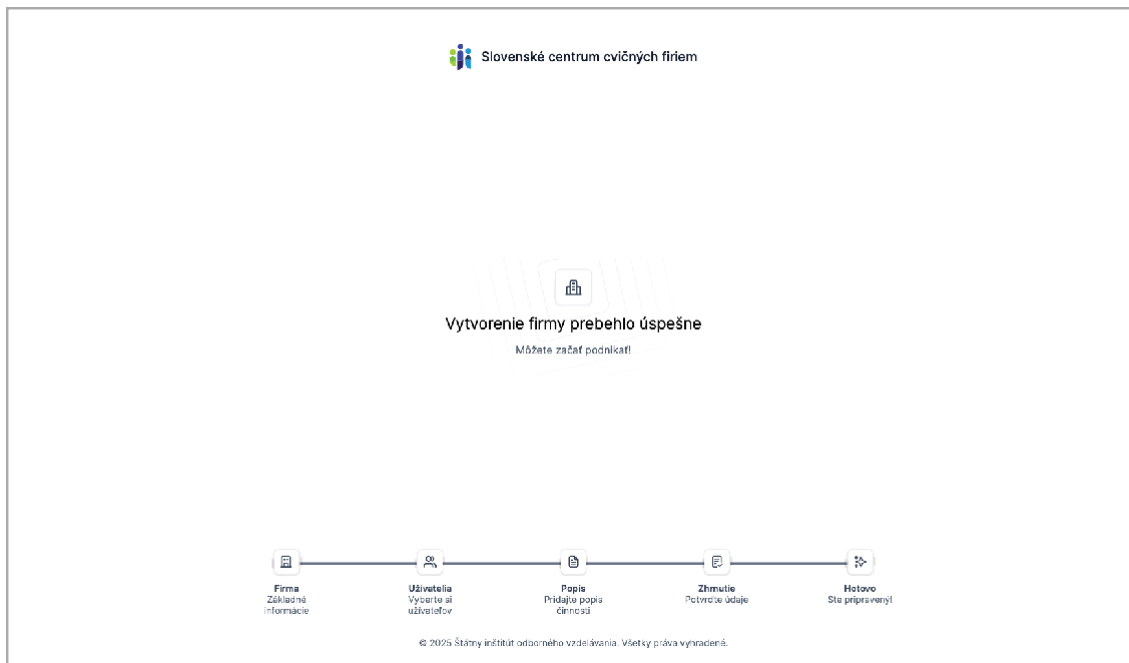 Slovenské centrum cvičných firiem
Vytvorenie firmy prebehlo úspešne
Môžete začať podnikať!
Firma
Základné
informácie
Užívatelia
Vyberte si
užívateľov
Popis
Pridajte popis
činnosti
Zhrnutie
Potvrďte údaje
Hotovo
Ste pripravený!
© 2025 Štátny inštitút odborného vzdelávania. Všetky práva vyhradené.